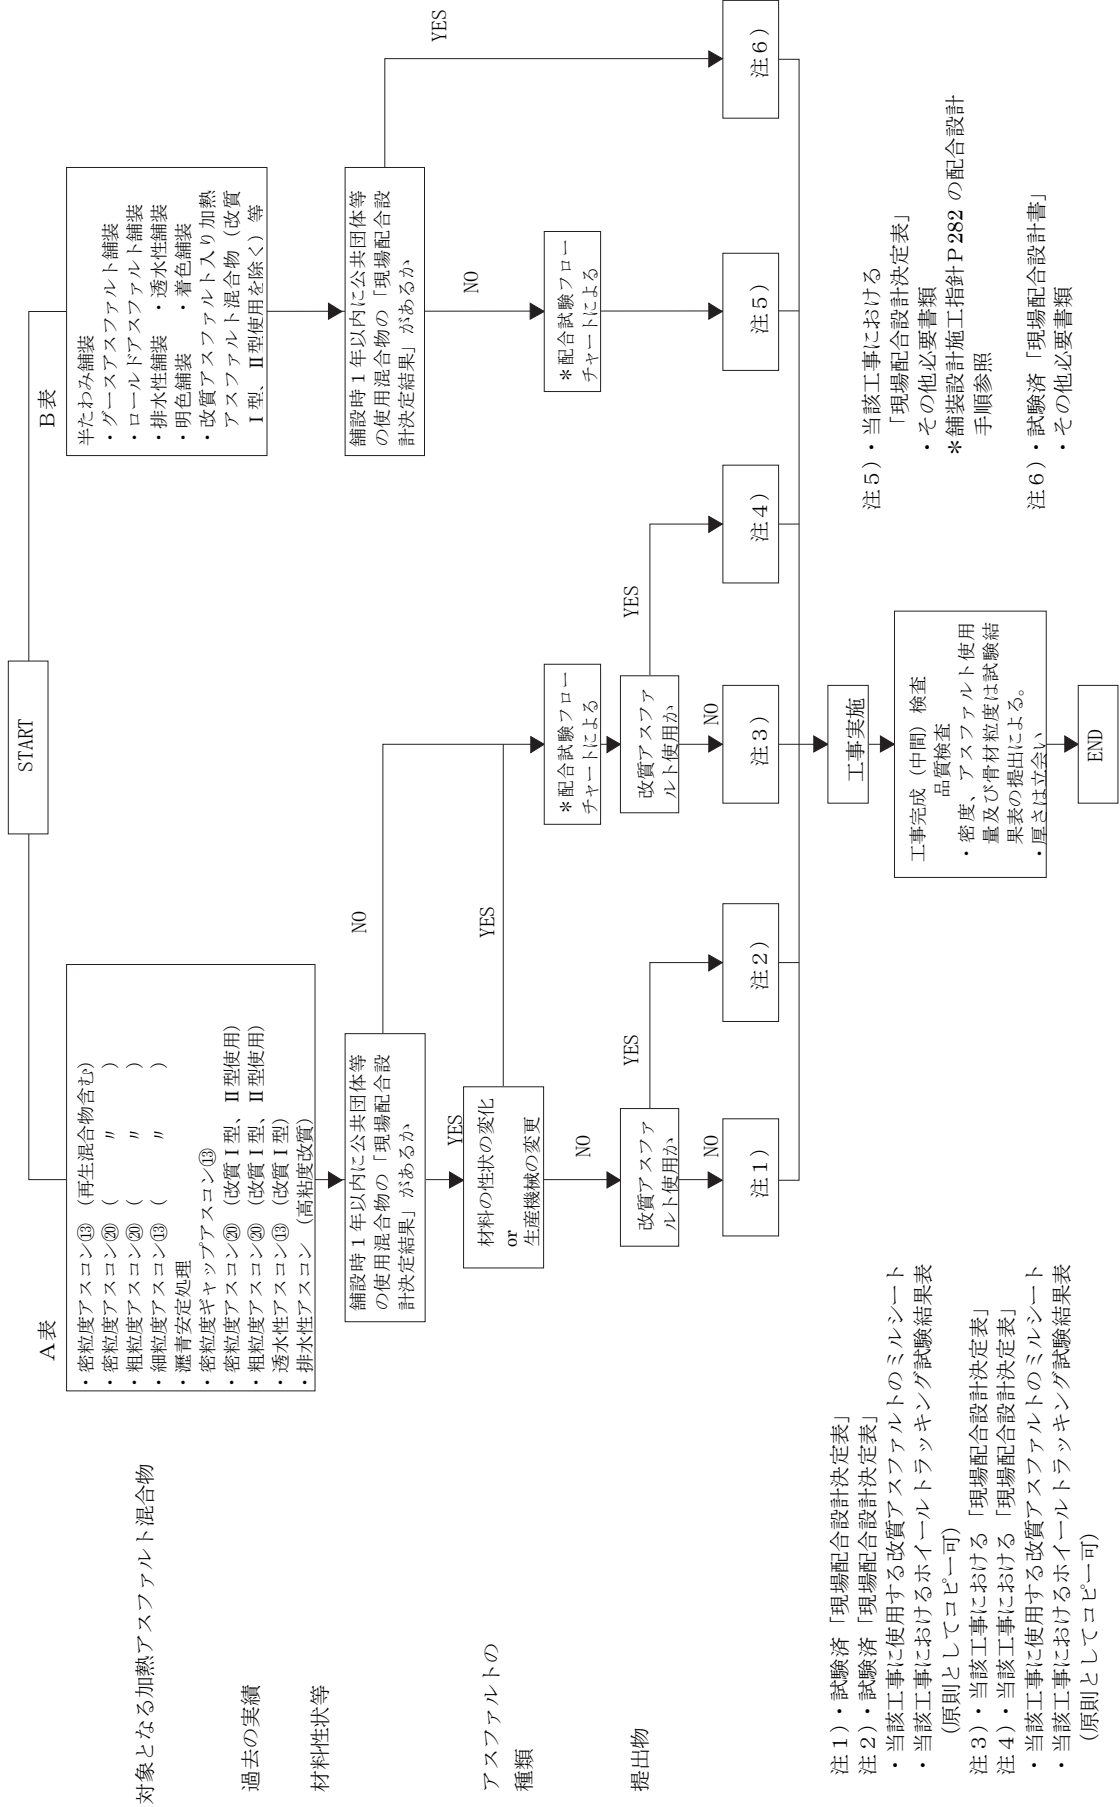 START
A表
・密粒度アスコン⑬（再生混合物含む）
・密粒度アスコン⑳（　〃　）
・粗粒度アスコン⑳（　〃　）
・細粒度アスコン⑬（　〃　）
・瀝青安定処理
・密粒度ギャップアスコン⑬
・密粒度アスコン⑳（改質Ⅰ型、Ⅱ型使用）
・粗粒度アスコン⑳（改質Ⅰ型、Ⅱ型使用）
・透水性アスコン⑬（改質Ⅰ型）
・排水性アスコン（高粘度改質）
B表
半たわみ舗装
・グースアスファルト舗装
・ロールドアスファルト舗装
・排水性舗装　・透水性舗装
・明色舗装　・着色舗装
・改質アスファルト入り加熱
アスファルト混合物（改質
Ⅰ型、Ⅱ型使用を除く）等
対象となる加熱アスファルト混合物
過去の実績
舗設時１年以内に公共団体等
の使用混合物の「現場配合設
計決定結果」があるか
NO
YES
舗設時１年以内に公共団体等
の使用混合物の「現場配合設
計決定結果」があるか
YES
NO
材料性状等
材料の性状の変化
or
生産機械の変更
YES
NO
＊配合試験フロー
チャートによる
＊配合試験フロー
チャートによる
アスファルトの
種類
改質アスファ
ルト使用か
YES
NO
改質アスファ
ルト使用か
YES
NO
提出物
注１）
注２）
注３）
注４）
注５）
注６）
工事実施
工事完成（中間）検査
品質検査
・密度、アスファルト使用
量及び骨材粒度は試験結
果表の提出による。
・厚さは立会い
END
注１）・試験済「現場配合設計決定表」
注２）・試験済「現場配合設計決定表」
・当該工事に使用する改質アスファルトのミルシート
・当該工事におけるホイールトラッキング試験結果表
（原則としてコピー可）
注３）・当該工事における「現場配合設計決定表」
注４）・当該工事における「現場配合設計決定表」
・当該工事に使用する改質アスファルトのミルシート
・当該工事におけるホイールトラッキング試験結果表
（原則としてコピー可）
注５）・当該工事における
「現場配合設計決定表」
・その他必要書類
＊舗装設計施工指針Ｐ282 の配合設計
手順参照
注６）・試験済「現場配合設計書」
・その他必要書類